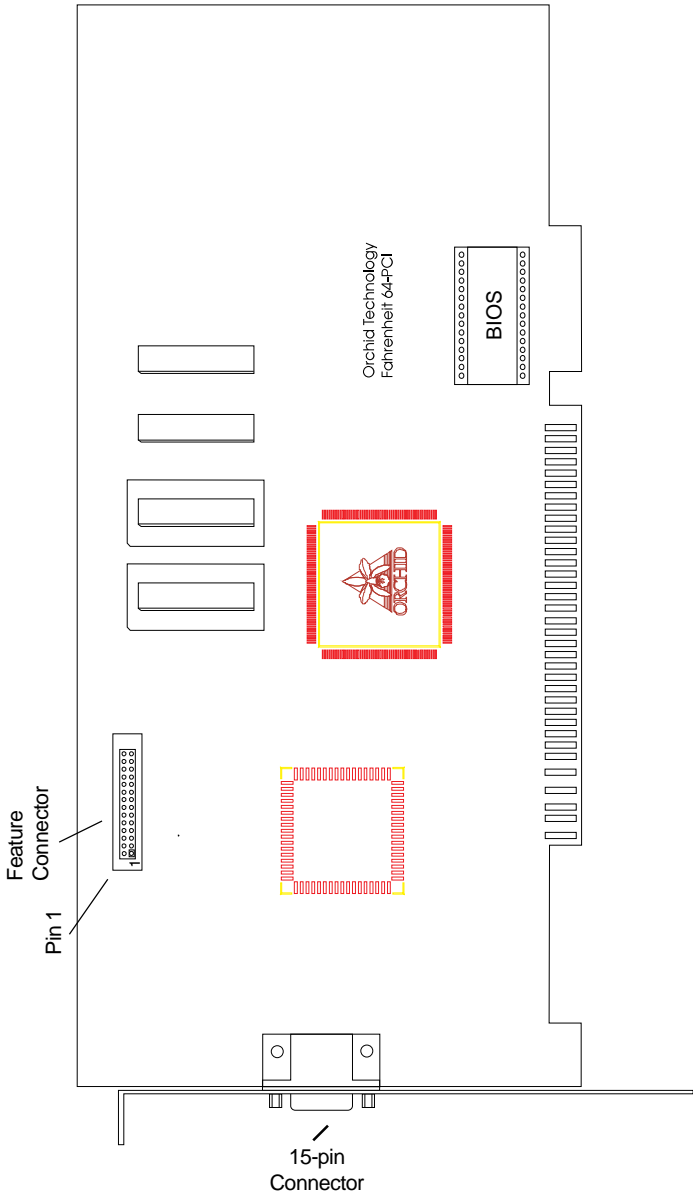 Orchid Technology
Fahrenheit 64-PCI
BIOS
ORCHID
Feature
Connector
1
Pin 1
15-pin
Connector